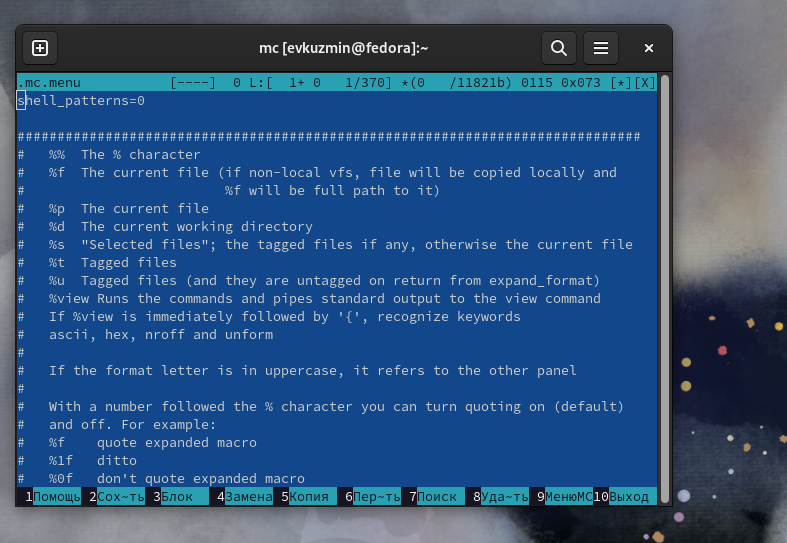 mc [evkuzmin@fedora]:~
.mc.menu           [----]  0 L:[  1+ 0   1/370] *(0   /11821b) 0115 0x073 [*][X]
shell_patterns=0
##############################################################################
#   %%  The % character
#   %f  The current file (if non-local vfs, file will be copied locally and
#                         %f will be full path to it)
#   %p  The current file
#   %d  The current working directory
#   %s  "Selected files"; the tagged files if any, otherwise the current file
#   %t  Tagged files
#   %u  Tagged files (and they are untagged on return from expand_format)
#   %view Runs the commands and pipes standard output to the view command
#   If %view is immediately followed by '{', recognize keywords
#   ascii, hex, nroff and unform
#
#   If the format letter is in uppercase, it refers to the other panel
#
#   With a number followed the % character you can turn quoting on (default)
#   and off. For example:
#   %f    quote expanded macro
#   %1f   ditto
#   %0f   don't quote expanded macro
1Помощь 2Сох~ть 3Блок 4Замена 5Копия 6Пер~ть 7Поиск 8Уда~ть 9МенюMC 10Выход